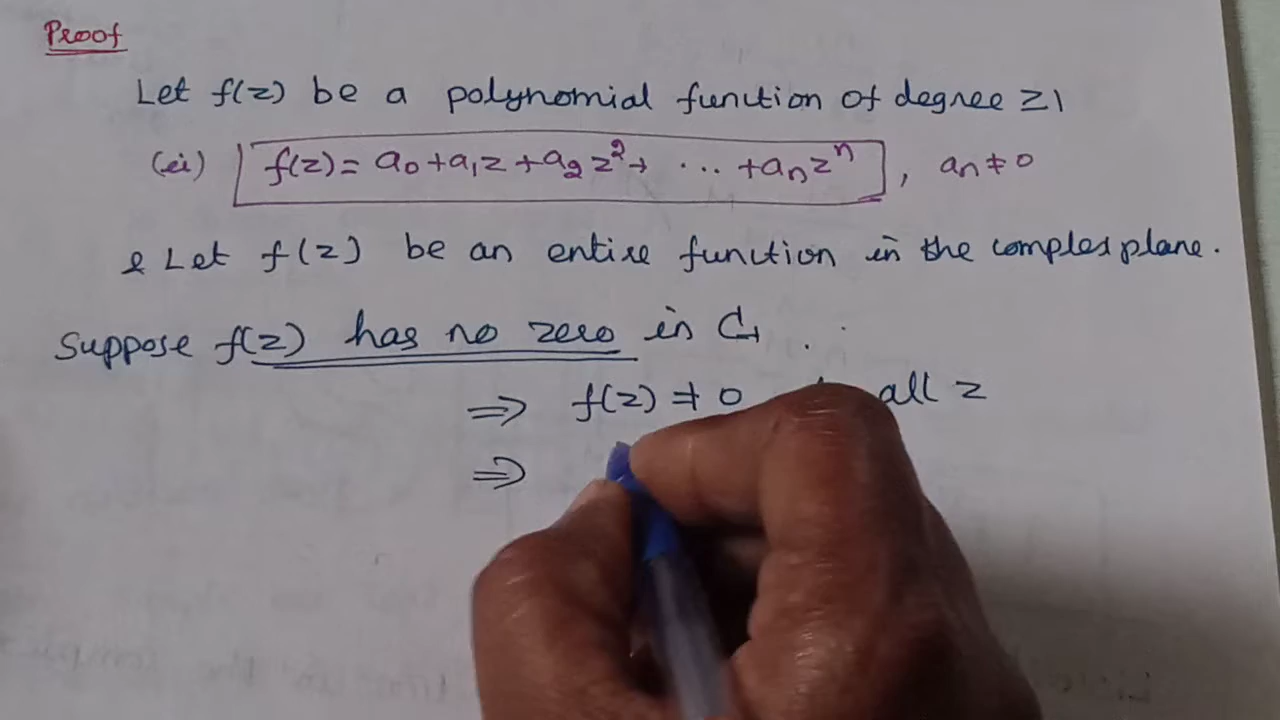 Proof
Let f(z) be a polynomial function of degree ≥1
(ie) f(z) = a₀ + a₁z + a₂z² + ... + aₙzⁿ, aₙ ≠ 0
& Let f(z) be an entire function in the complex plane.
Suppose f(z) has no zero in ℂ.
⇒ f(z) ≠ 0 all z
⇒